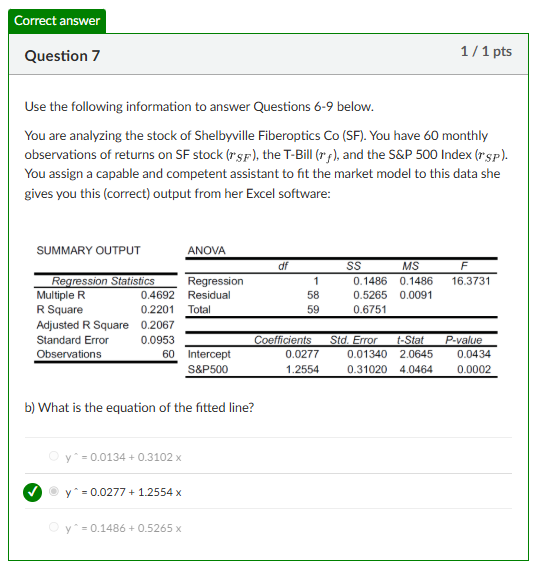 Correct answer
Question 7
1 / 1 pts
Use the following information to answer Questions 6-9 below.
You are analyzing the stock of Shelbyville Fiberoptics Co (SF). You have 60 monthly
observations of returns on SF stock (r_SF), the T-Bill (r_f), and the S&P 500 Index (r_SP).
You assign a capable and competent assistant to fit the market model to this data she
gives you this (correct) output from her Excel software:
SUMMARY OUTPUT
Regression Statistics
Multiple R 0.4692
R Square 0.2201
Adjusted R Square 0.2067
Standard Error 0.0953
Observations 60
ANOVA
df SS MS F
Regression 1 0.1486 0.1486 16.3731
Residual 58 0.5265 0.0091
Total 59 0.6751
Coefficients Std. Error t-Stat P-value
Intercept 0.0277 0.01340 2.0645 0.0434
S&P500 1.2554 0.31020 4.0464 0.0002
b) What is the equation of the fitted line?
y^ = 0.0134 + 0.3102 x
y^ = 0.0277 + 1.2554 x
y^ = 0.1486 + 0.5265 x